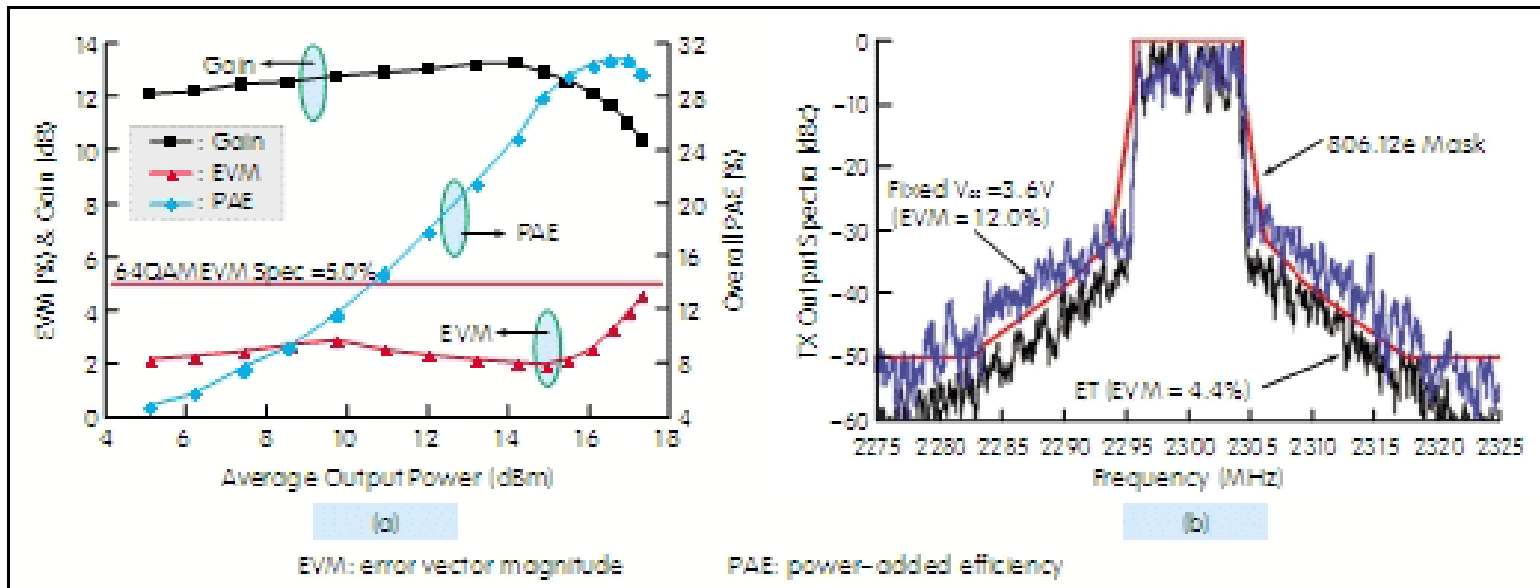 14
12
10
8
6
4
2
0
EVM (%) & Gain (dB)
Gain
: Gain
: EVM
: PAE
64QAM EVM Spec =5.0%
PAE
EVM
32
28
24
20
16
12
8
4
Overall PAE (%)
4 6 8 10 12 14 16 18
Average Output Power (dBm)
(a)
0
-10
-20
-30
-40
-50
-60
TX Output Spectra (dBc)
806.12e Mask
Fixed Vcc =3.6V
(EVM = 12.0%)
ET (EVM = 4.4%)
2275 2280 2285 2290 2295 2300 2305 2310 2315 2320 2325
Frequency (MHz)
(b)
EVM: error vector magnitude
PAE: power-added efficiency